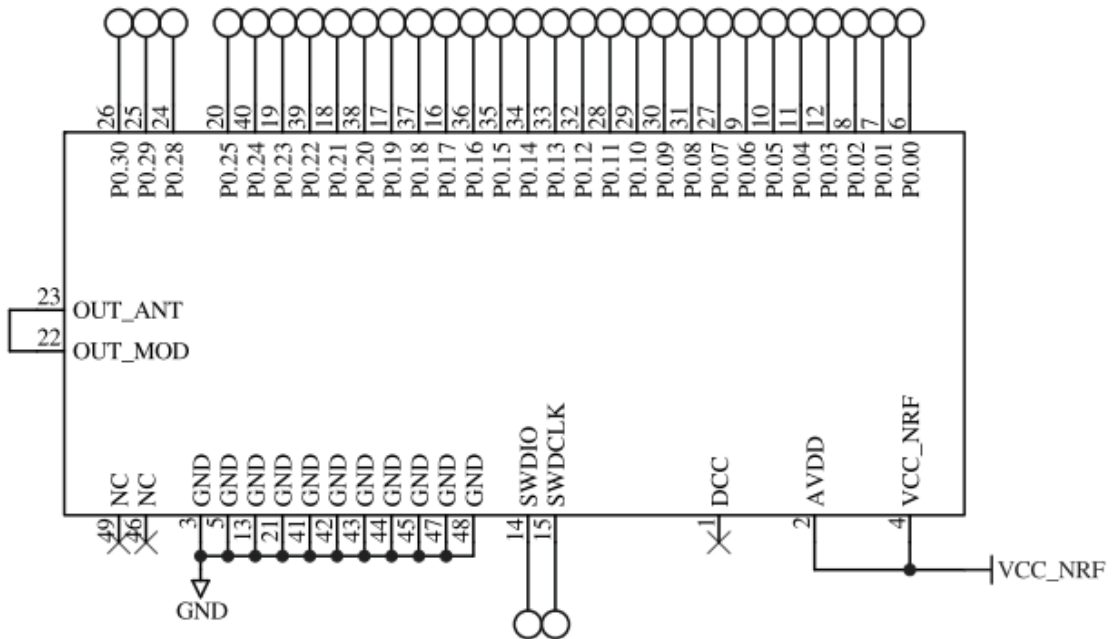 26 25 24 20 40 19 39 18 38 17 37 16 36 35 34 33 32 28 29 30 31 27 9 10 11 12 8 7 6
P0.30 P0.29 P0.28 P0.25 P0.24 P0.23 P0.22 P0.21 P0.20 P0.19 P0.18 P0.17 P0.16 P0.15 P0.14 P0.13 P0.12 P0.11 P0.10 P0.09 P0.08 P0.07 P0.06 P0.05 P0.04 P0.03 P0.02 P0.01 P0.00
23 OUT_ANT
22 OUT_MOD
NC NC GND GND GND GND GND GND GND GND GND GND GND SWDIO SWDCLK DCC AVDD VCC_NRF
49 46 3 5 13 21 41 42 43 44 45 47 48 14 15 1 2 4
VCC_NRF
GND